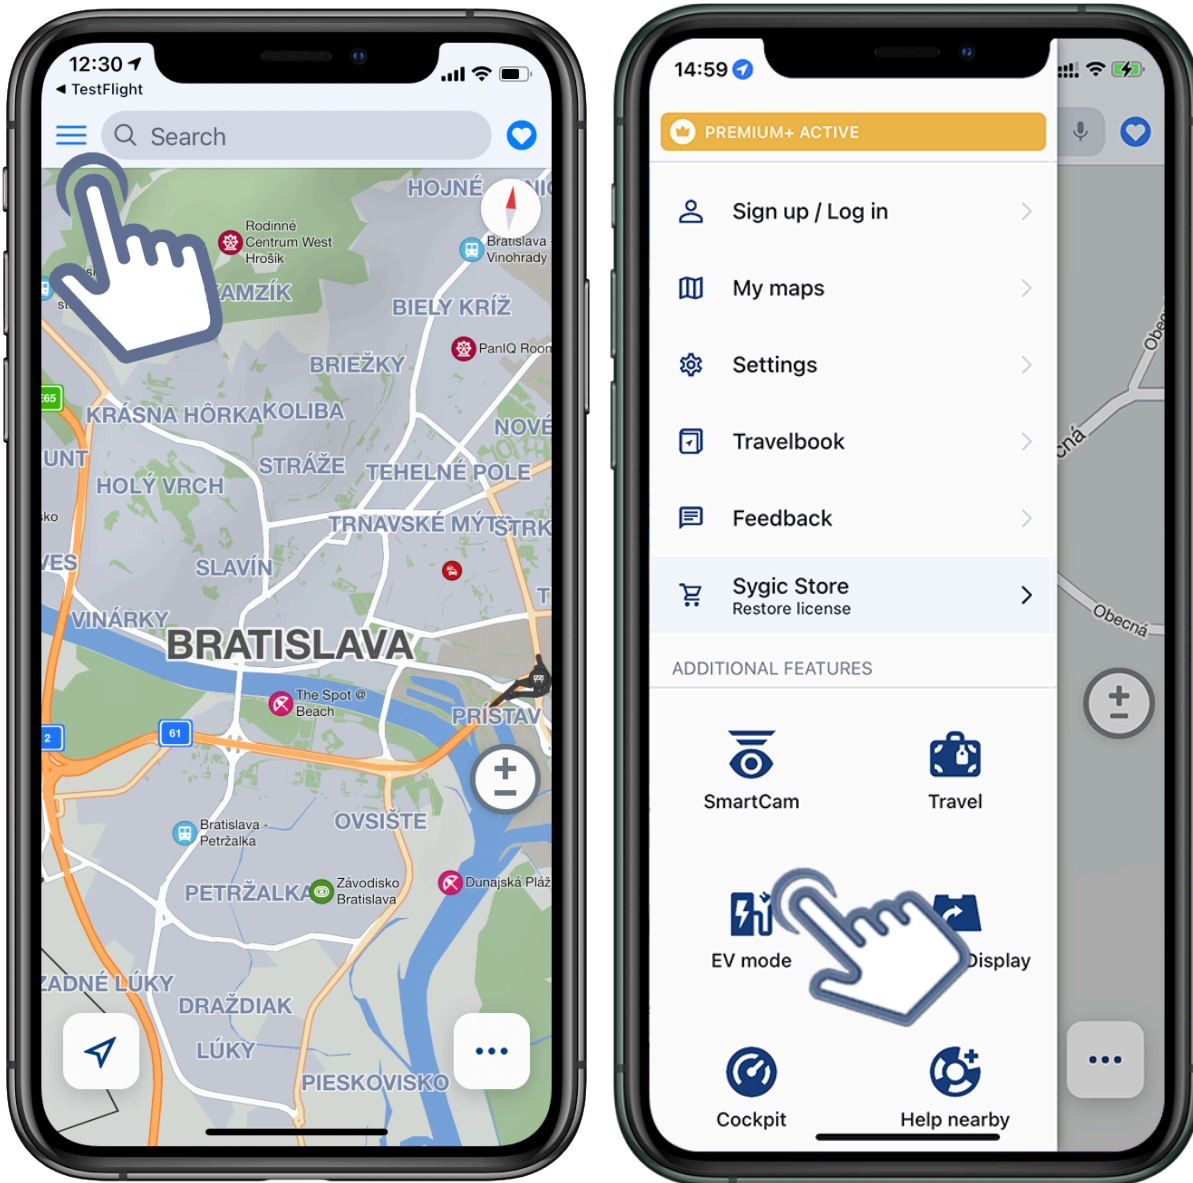 12:30
TestFlight
Search
HOJNÉ
Rodinné
Centrum West
Hrošík
Bratislava -
Vinohrady
BIELY KRÍŽ
PanIQ Room
BRIEŽKY
E65
KRÁSNA HÔRKA
KOLIBA
NOVÉ
STRÁŽE
TEHELNÉ POLE
HOLÝ VRCH
TRNAVSKÉ MÝTO
STRK
VES
SLAVÍN
VINÁRKY
BRATISLAVA
The Spot @
Beach
PRÍSTAV
2
61
Bratislava -
Petržalka
OVSIŠTE
PETRŽALKA
Závodisko
Bratislava
Dunajská Pláž
ZADNÉ LÚKY
DRAŽDIAK
LÚKY
PIESKOVISKO
14:59
PREMIUM+ ACTIVE
Sign up / Log in
My maps
Settings
Travelbook
Feedback
Sygic Store
Restore license
ADDITIONAL FEATURES
SmartCam
Travel
EV mode
Display
Cockpit
Help nearby
Obecná